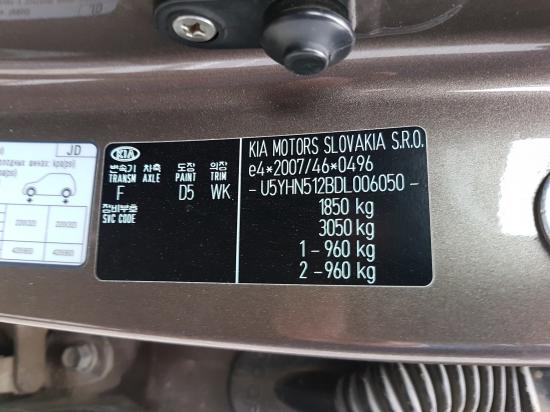 JD
KIA
변속기 차축 도장 의장
TRANSM AXLE PAINT TRIM
F D5 WK
장비부호
SVC CODE
KIA MOTORS SLOVAKIA S.R.O.
e4*2007/46*0496
- U5YHN512BDL006050 -
1850 kg
3050 kg
1 - 960 kg
2 - 960 kg